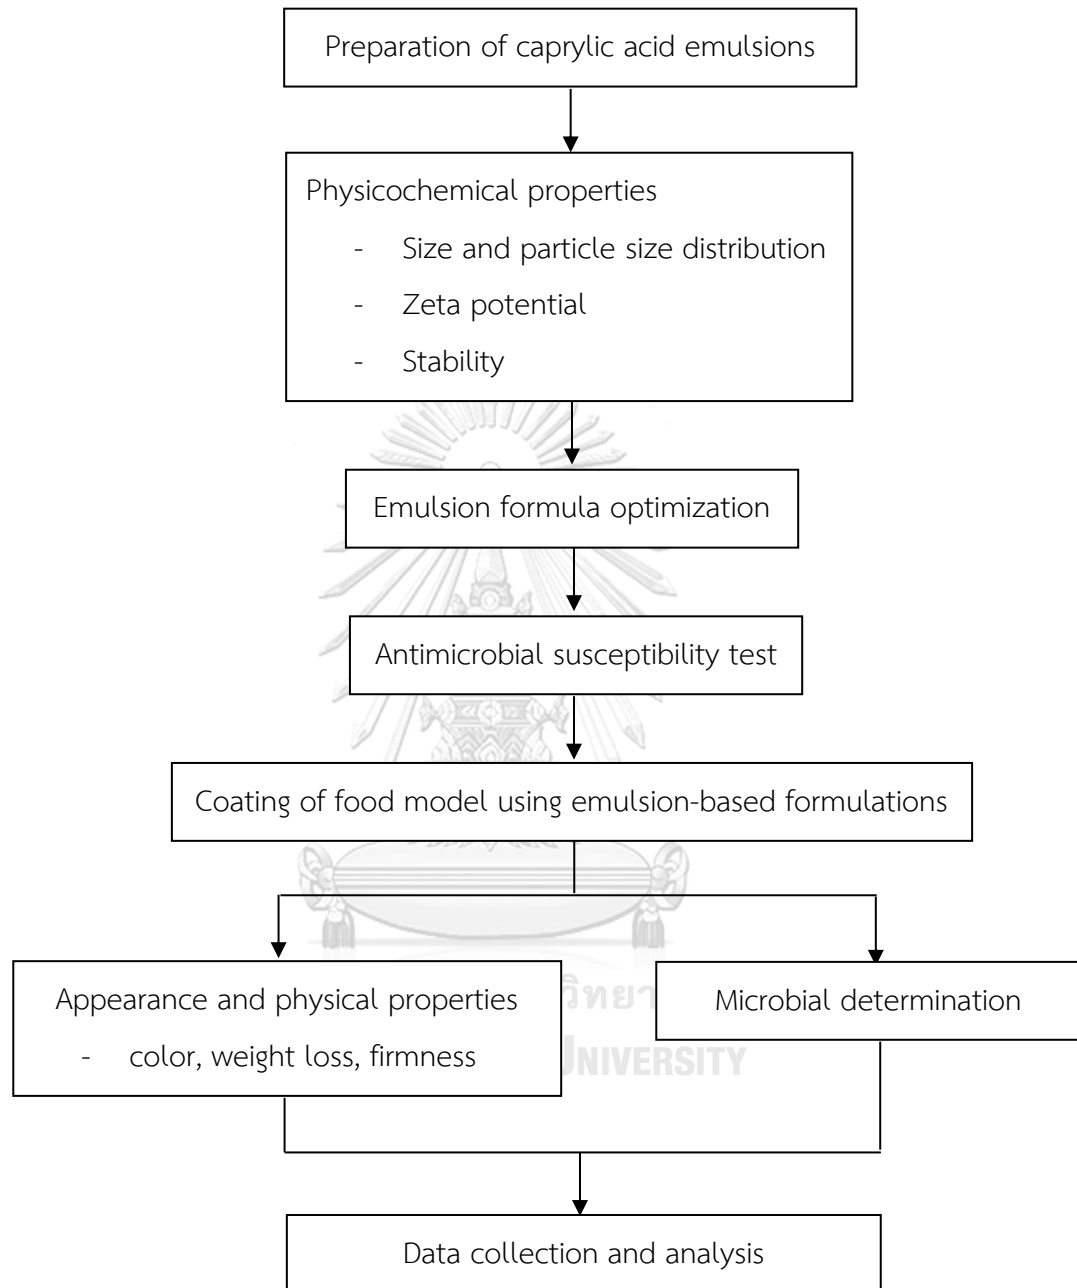 Preparation of caprylic acid emulsions
Physicochemical properties
- Size and particle size distribution
- Zeta potential
- Stability
Emulsion formula optimization
Antimicrobial susceptibility test
Coating of food model using emulsion-based formulations
Appearance and physical properties
- color, weight loss, firmness
Microbial determination
UNIVERSITY
Data collection and analysis